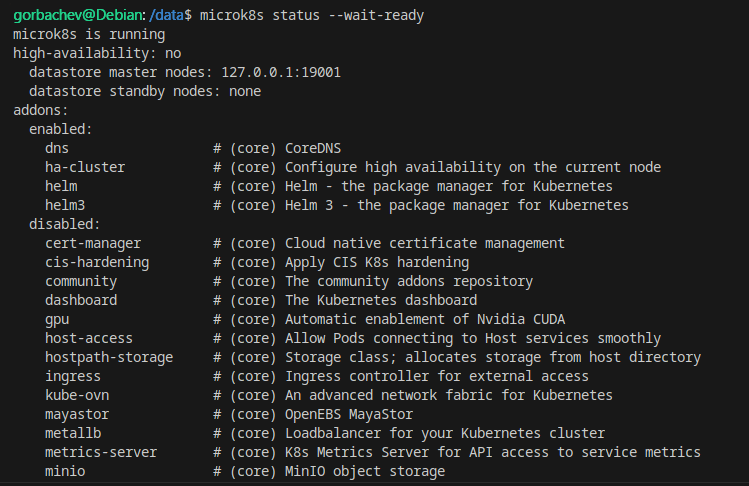 gorbachev@Debian: /data$ microk8s status --wait-ready
microk8s is running
high-availability: no
  datastore master nodes: 127.0.0.1:19001
  datastore standby nodes: none
addons:
  enabled:
    dns                  # (core) CoreDNS
    ha-cluster           # (core) Configure high availability on the current node
    helm                 # (core) Helm - the package manager for Kubernetes
    helm3                # (core) Helm 3 - the package manager for Kubernetes
  disabled:
    cert-manager         # (core) Cloud native certificate management
    cis-hardening        # (core) Apply CIS K8s hardening
    community            # (core) The community addons repository
    dashboard            # (core) The Kubernetes dashboard
    gpu                  # (core) Automatic enablement of Nvidia CUDA
    host-access          # (core) Allow Pods connecting to Host services smoothly
    hostpath-storage     # (core) Storage class; allocates storage from host directory
    ingress              # (core) Ingress controller for external access
    kube-ovn             # (core) An advanced network fabric for Kubernetes
    mayastor             # (core) OpenEBS MayaStor
    metallb              # (core) Loadbalancer for your Kubernetes cluster
    metrics-server       # (core) K8s Metrics Server for API access to service metrics
    minio                # (core) MinIO object storage